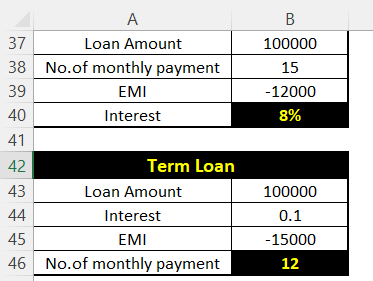 A B
37 Loan Amount 100000
38 No.of monthly payment 15
39 EMI -12000
40 Interest 8%
41
42 Term Loan
43 Loan Amount 100000
44 Interest 0.1
45 EMI -15000
46 No.of monthly payment 12